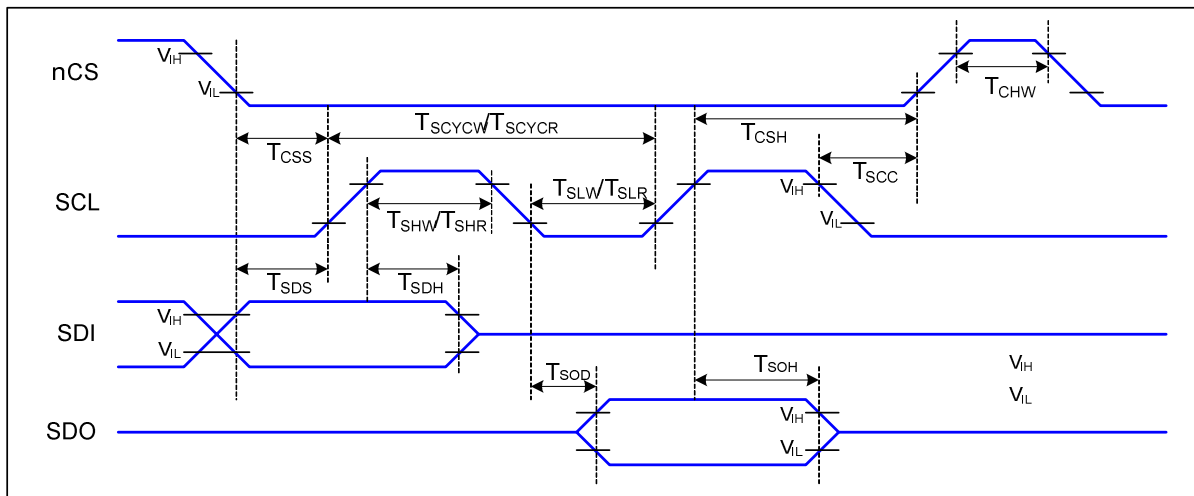 nCS
VIH
VIL
TCHW
TCSS
TSCYCW/TSCYCR
TCSH
TSCC
SCL
TSHW/TSHR
TSLW/TSLR
VIH
VIL
TSDS
TSDH
SDI
VIH
VIL
TSOD
TSOH
VIH
VIL
SDO
VIH
VIL